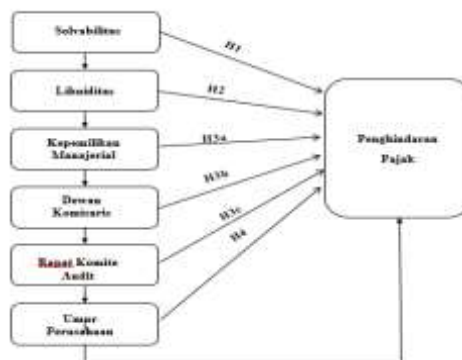 Solvabilitas
H1
Likuiditas
H2
Kepemilikan
Manajerial
H3a
Penghindaran
Pajak
Dewan
Komisaris
H3b
Rapat Komite
Audit
H3c
Umur
Perusahaan
H4